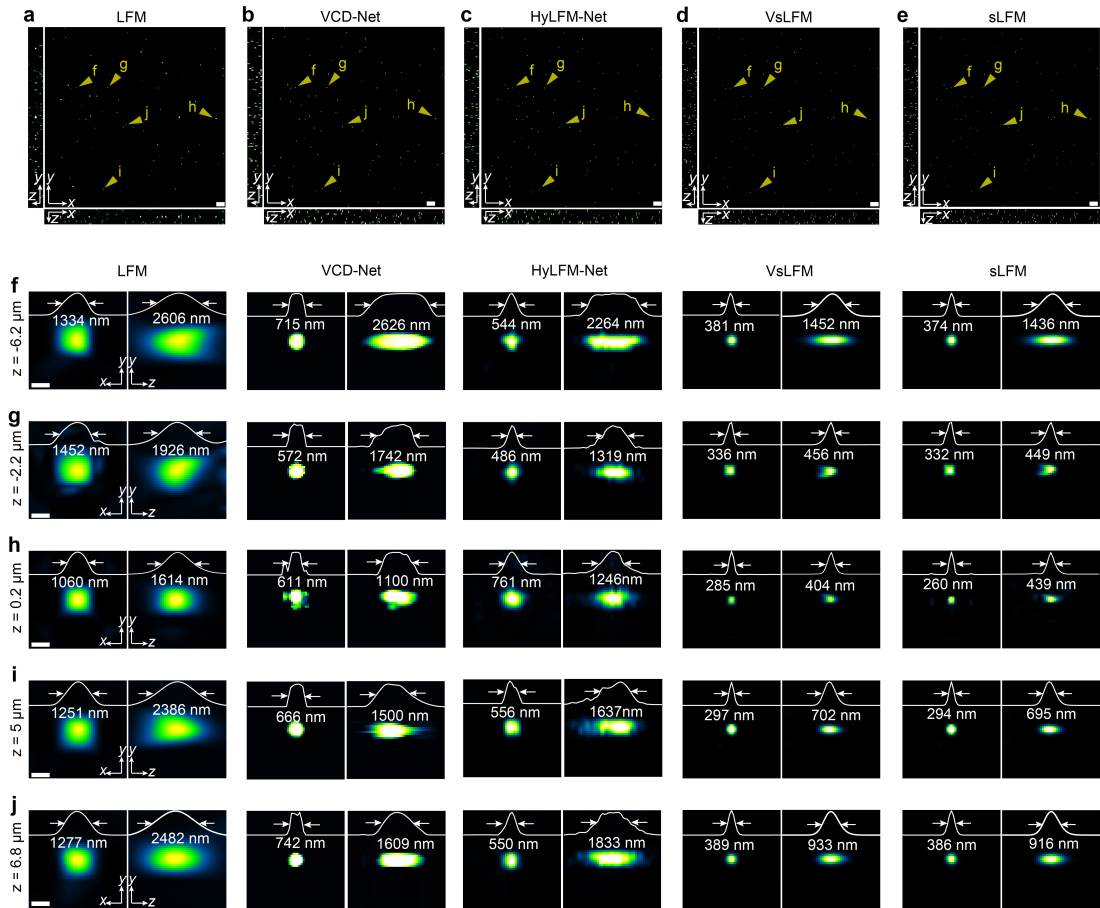 a LFM b VCD-Net c HyLFM-Net d VsLFM e sLFM
f g f g f g f g f g
j h j h j h j h j h
i i i i i
y y y y y y y y y y
z x z x z x z x z x
x x x x x
z z z z z
LFM VCD-Net HyLFM-Net VsLFM sLFM
f
z = -6.2 µm
1334 nm 2606 nm 715 nm 2626 nm 544 nm 2264 nm 381 nm 1452 nm 374 nm 1436 nm
y y
x z
g
z = -2.2 µm
1452 nm 1926 nm 572 nm 1742 nm 486 nm 1319 nm 336 nm 456 nm 332 nm 449 nm
y y
x z
h
z = 0.2 µm
1060 nm 1614 nm 611 nm 1100 nm 761 nm 1246nm 285 nm 404 nm 260 nm 439 nm
y y
x z
i
z = 5 µm
1251 nm 2386 nm 666 nm 1500 nm 556 nm 1637nm 297 nm 702 nm 294 nm 695 nm
y y
x z
j
z = 6.8 µm
1277 nm 2482 nm 742 nm 1609 nm 550 nm 1833 nm 389 nm 933 nm 386 nm 916 nm
y y
x z